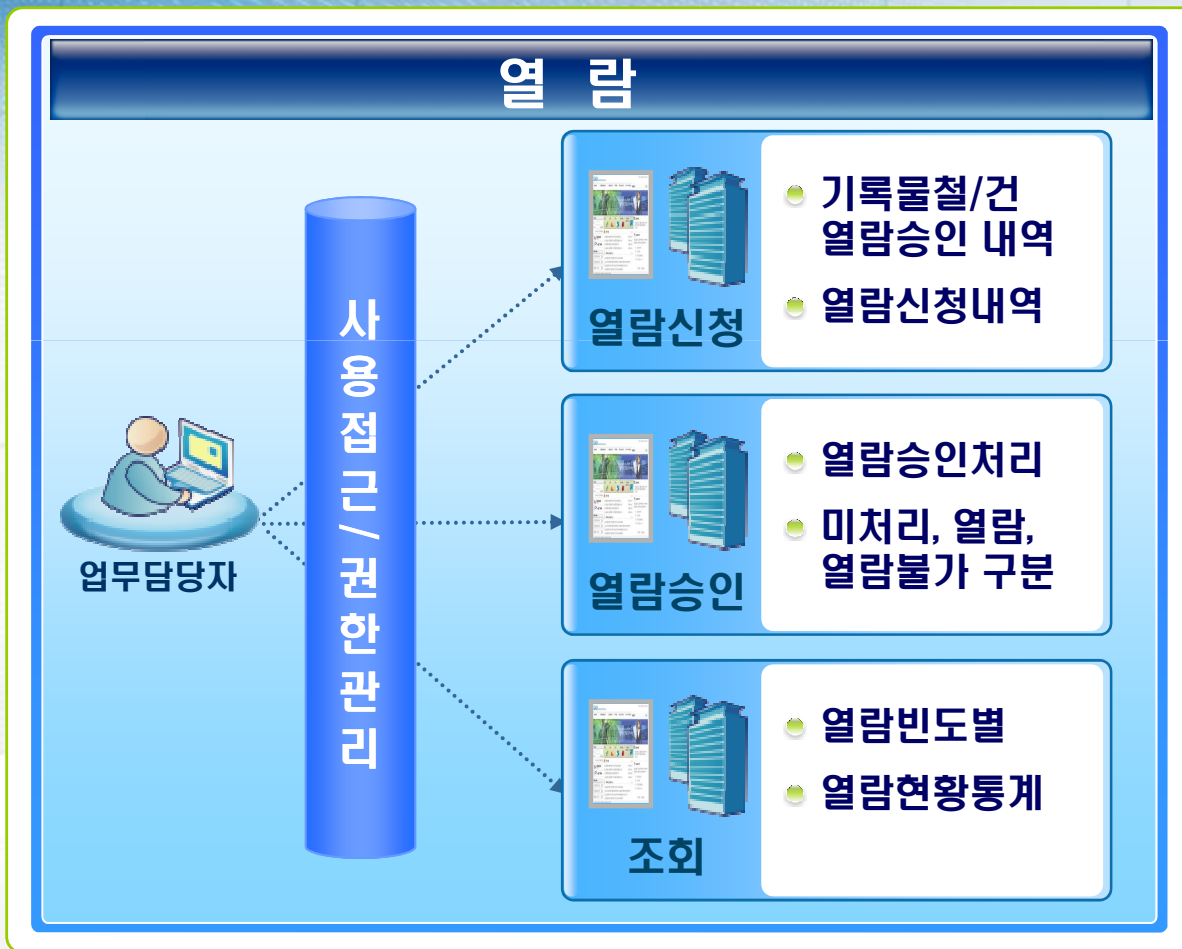 열 람
업무담당자
사용접근/권한관리
열람신청
기록물철/건
열람승인 내역
열람신청내역
열람승인
열람승인처리
미처리, 열람,
열람불가 구분
조회
열람빈도별
열람현황통계